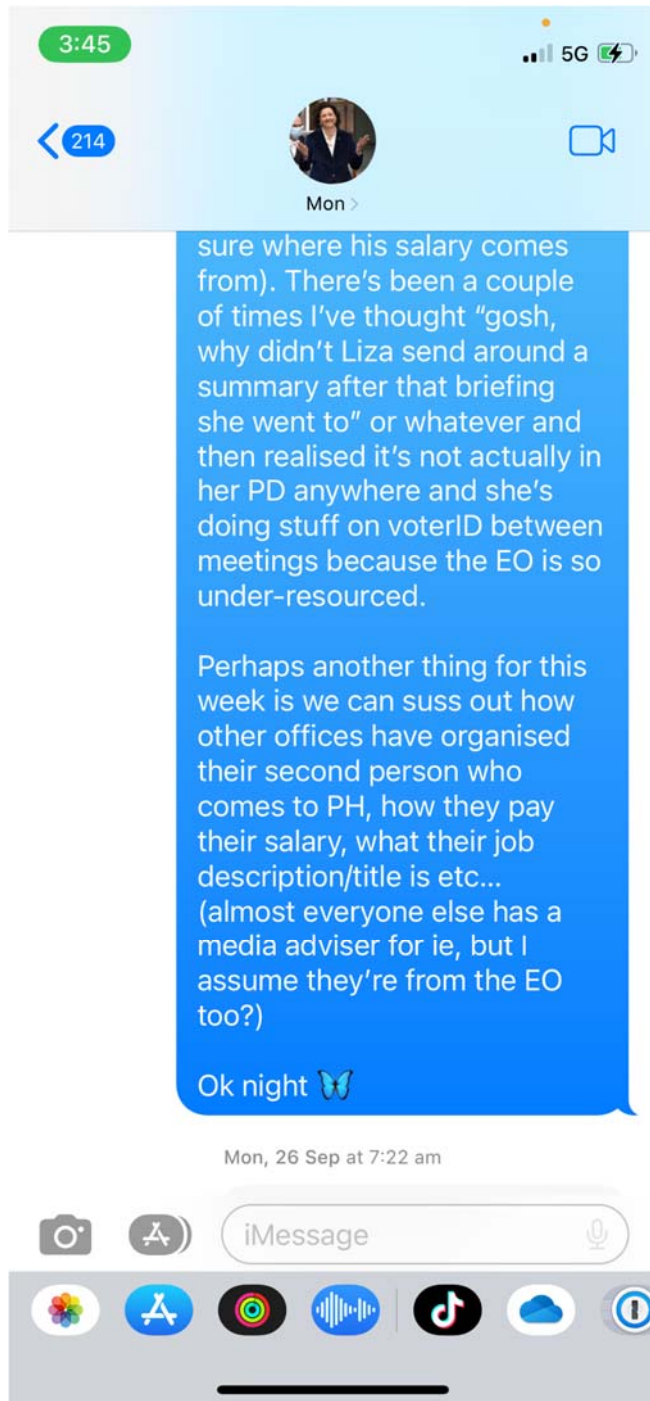 3:45
5G
214
Mon
sure where his salary comes
from). There's been a couple
of times I've thought "gosh,
why didn't Liza send around a
summary after that briefing
she went to" or whatever and
then realised it's not actually in
her PD anywhere and she's
doing stuff on voterID between
meetings because the EO is so
under-resourced.
Perhaps another thing for this
week is we can suss out how
other offices have organised
their second person who
comes to PH, how they pay
their salary, what their job
description/title is etc...
(almost everyone else has a
media adviser for ie, but I
assume they're from the EO
too?)
Ok night 🦋
Mon, 26 Sep at 7:22 am
iMessage